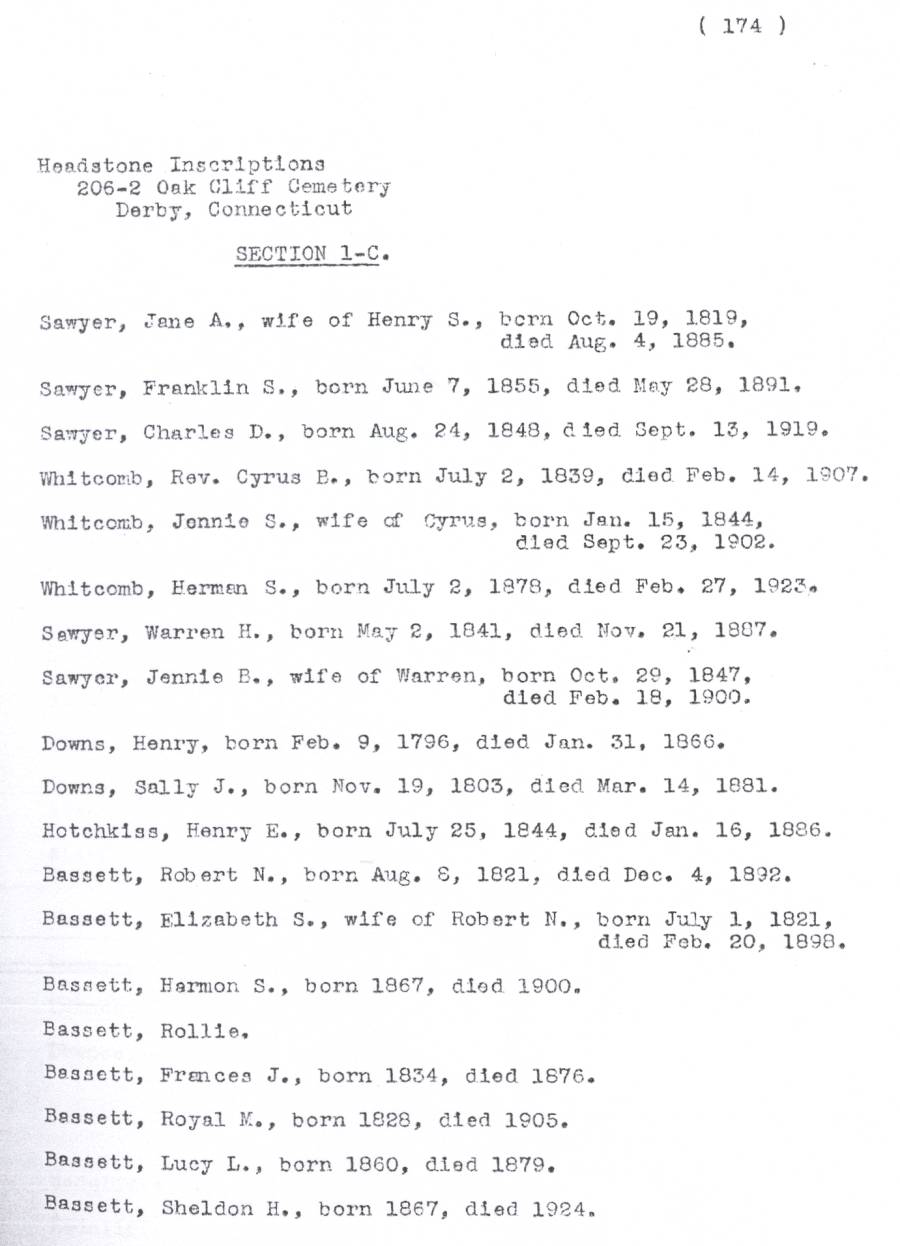 ( 174 )
Headstone Inscriptions
206-2 Oak Cliff Cemetery
Derby, Connecticut
SECTION 1-C.
Sawyer, Jane A., wife of Henry S., born Oct. 19, 1819,
died Aug. 4, 1885.
Sawyer, Franklin S., born June 7, 1855, died May 28, 1891.
Sawyer, Charles D., born Aug. 24, 1848, died Sept. 13, 1919.
Whitcomb, Rev. Cyrus B., born July 2, 1839, died Feb. 14, 1907.
Whitcomb, Jennie S., wife of Cyrus, born Jan. 15, 1844,
died Sept. 23, 1902.
Whitcomb, Herman S., born July 2, 1878, died Feb. 27, 1923.
Sawyer, Warren H., born May 2, 1841, died Nov. 21, 1887.
Sawyer, Jennie B., wife of Warren, born Oct. 29, 1847,
died Feb. 18, 1900.
Downs, Henry, born Feb. 9, 1796, died Jan. 31, 1866.
Downs, Sally J., born Nov. 19, 1803, died Mar. 14, 1881.
Hotchkiss, Henry E., born July 25, 1844, died Jan. 16, 1886.
Bassett, Robert N., born Aug. 8, 1821, died Dec. 4, 1892.
Bassett, Elizabeth S., wife of Robert N., born July 1, 1821,
died Feb. 20, 1898.
Bassett, Harmon S., born 1867, died 1900.
Bassett, Rollie.
Bassett, Frances J., born 1834, died 1876.
Bassett, Royal M., born 1828, died 1905.
Bassett, Lucy L., born 1860, died 1879.
Bassett, Sheldon H., born 1867, died 1924.